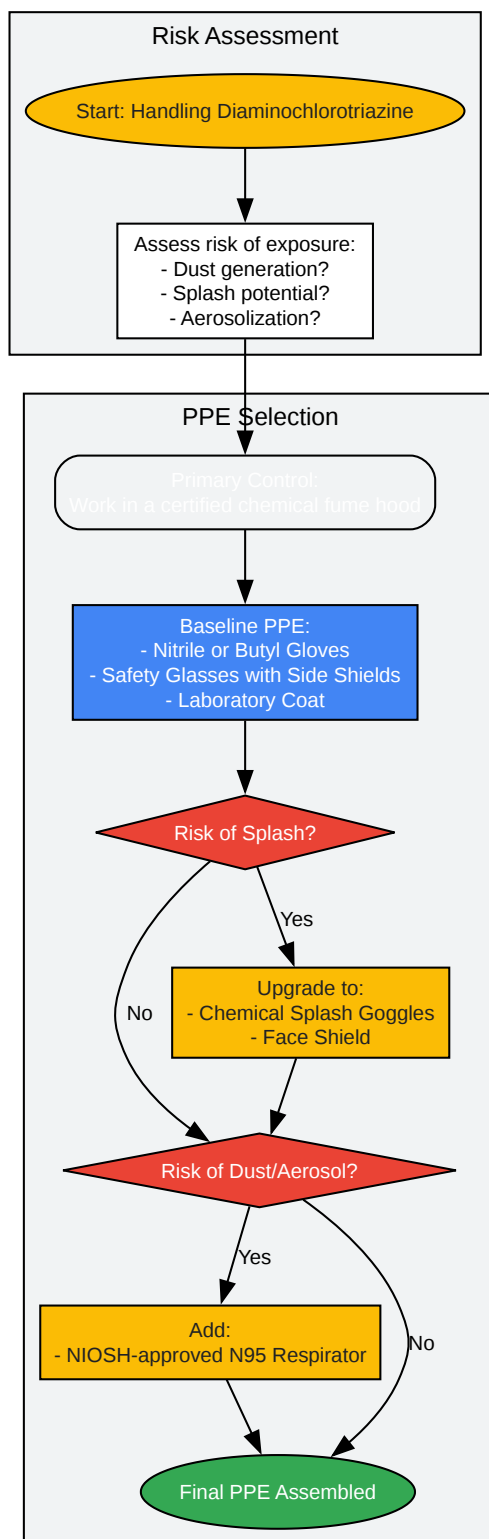 Risk Assessment
Start: Handling Diaminochlorotriazine
Assess risk of exposure:
- Dust generation?
- Splash potential?
- Aerosolization?
PPE Selection
Primary Control:
Work in a certified chemical fume hood
Baseline PPE:
- Nitrile or Butyl Gloves
- Safety Glasses with Side Shields
- Laboratory Coat
Risk of Splash?
Yes
Upgrade to:
- Chemical Splash Goggles
- Face Shield
No
Risk of Dust/Aerosol?
Yes
Add:
- NIOSH-approved N95 Respirator
No
Final PPE Assembled